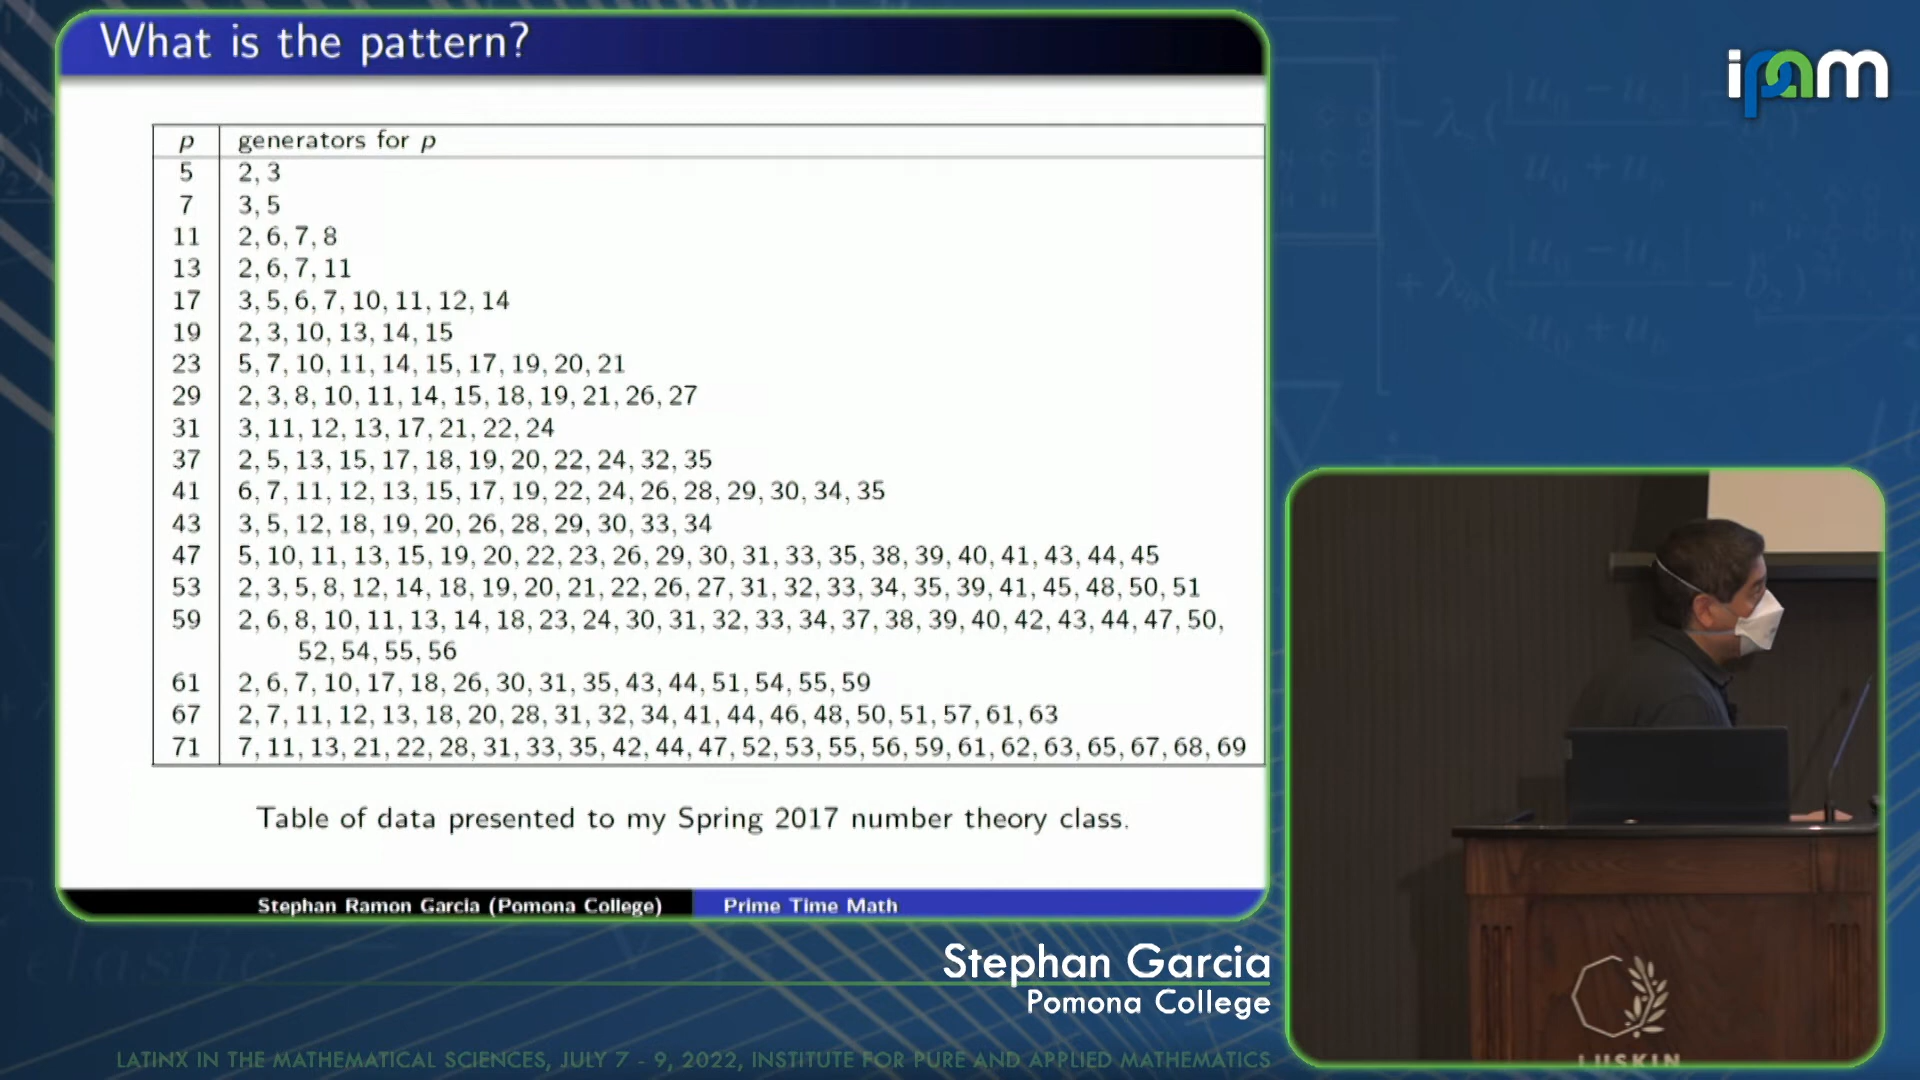 What is the pattern?
ipam
p generators for p
5 2, 3
7 3, 5
11 2, 6, 7, 8
13 2, 6, 7, 11
17 3, 5, 6, 7, 10, 11, 12, 14
19 2, 3, 10, 13, 14, 15
23 5, 7, 10, 11, 14, 15, 17, 19, 20, 21
29 2, 3, 8, 10, 11, 14, 15, 18, 19, 21, 26, 27
31 3, 11, 12, 13, 17, 21, 22, 24
37 2, 5, 13, 15, 17, 18, 19, 20, 22, 24, 32, 35
41 6, 7, 11, 12, 13, 15, 17, 19, 22, 24, 26, 28, 29, 30, 34, 35
43 3, 5, 12, 18, 19, 20, 26, 28, 29, 30, 33, 34
47 5, 10, 11, 13, 15, 19, 20, 22, 23, 26, 29, 30, 31, 33, 35, 38, 39, 40, 41, 43, 44, 45
53 2, 3, 5, 8, 12, 14, 18, 19, 20, 21, 22, 26, 27, 31, 32, 33, 34, 35, 39, 41, 45, 48, 50, 51
59 2, 6, 8, 10, 11, 13, 14, 18, 23, 24, 30, 31, 32, 33, 34, 37, 38, 39, 40, 42, 43, 44, 47, 50,
52, 54, 55, 56
61 2, 6, 7, 10, 17, 18, 26, 30, 31, 35, 43, 44, 51, 54, 55, 59
67 2, 7, 11, 12, 13, 18, 20, 28, 31, 32, 34, 41, 44, 46, 48, 50, 51, 57, 61, 63
71 7, 11, 13, 21, 22, 28, 31, 33, 35, 42, 44, 47, 52, 53, 55, 56, 59, 61, 62, 63, 65, 67, 68, 69
Table of data presented to my Spring 2017 number theory class.
Stephan Ramon Garcia (Pomona College) Prime Time Math
Stephan Garcia
Pomona College
LUSKIN
LATINX IN THE MATHEMATICAL SCIENCES, JULY 7 - 9, 2022, INSTITUTE FOR PURE AND APPLIED MATHEMATICS